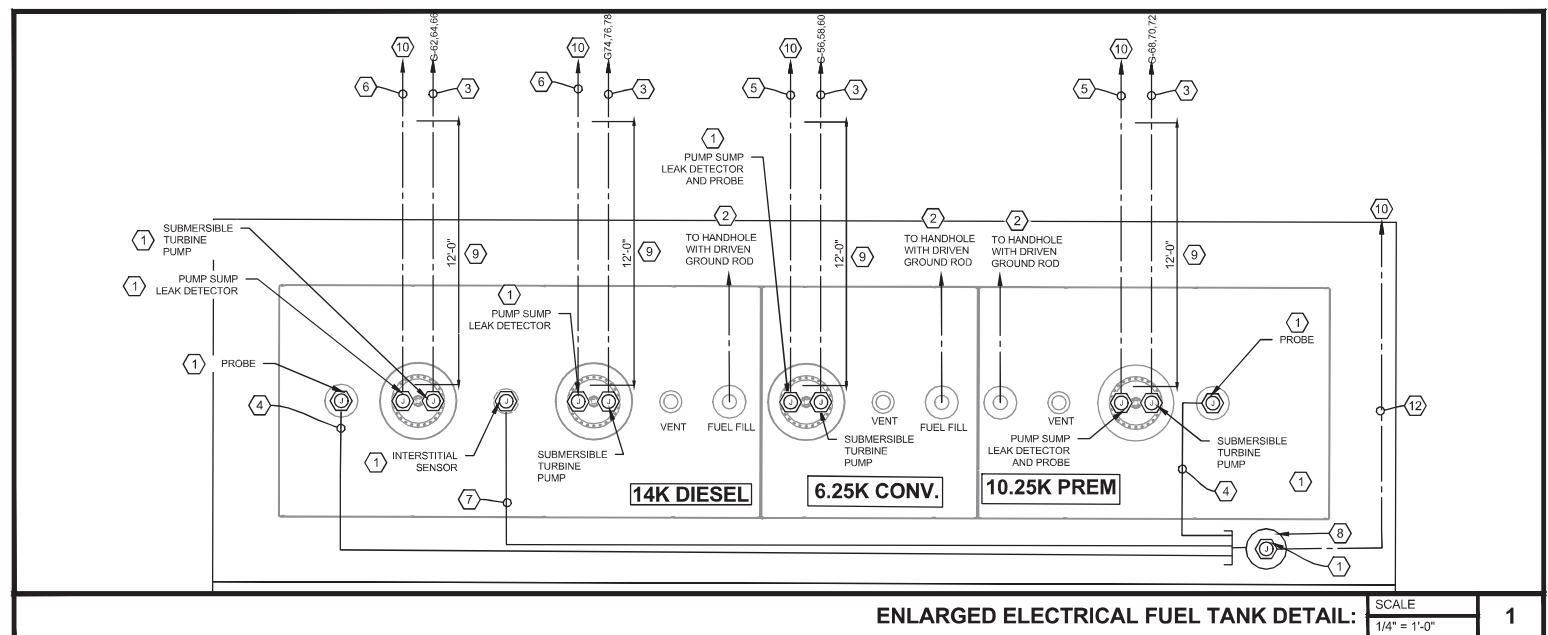 G-62,64,66
G74,76,78
G-56,58,60
G-68,70,72
10
10
10
10
6
3
6
3
5
3
5
3
1
PUMP SUMP
LEAK DETECTOR
AND PROBE
2
TO HANDHOLE
WITH DRIVEN
GROUND ROD
2
TO HANDHOLE
WITH DRIVEN
GROUND ROD
2
TO HANDHOLE
WITH DRIVEN
GROUND ROD
10
1
SUBMERSIBLE
TURBINE
PUMP
12'-0"
9
12'-0"
9
12'-0"
9
12'-0"
9
1
PUMP SUMP
LEAK DETECTOR
1
PUMP SUMP
LEAK DETECTOR
1
PROBE
1
PROBE
J
J
J
J
J
J
J
J
J
J
J
4
12
VENT
FUEL FILL
VENT
FUEL FILL
VENT
1
INTERSTITIAL
SENSOR
SUBMERSIBLE
TURBINE
PUMP
SUBMERSIBLE
TURBINE
PUMP
PUMP SUMP
LEAK DETECTOR
AND PROBE
SUBMERSIBLE
TURBINE
PUMP
7
14K DIESEL
6.25K CONV.
10.25K PREM
4
1
8
J
1
ENLARGED ELECTRICAL FUEL TANK DETAIL:
SCALE
1/4" = 1'-0"
1